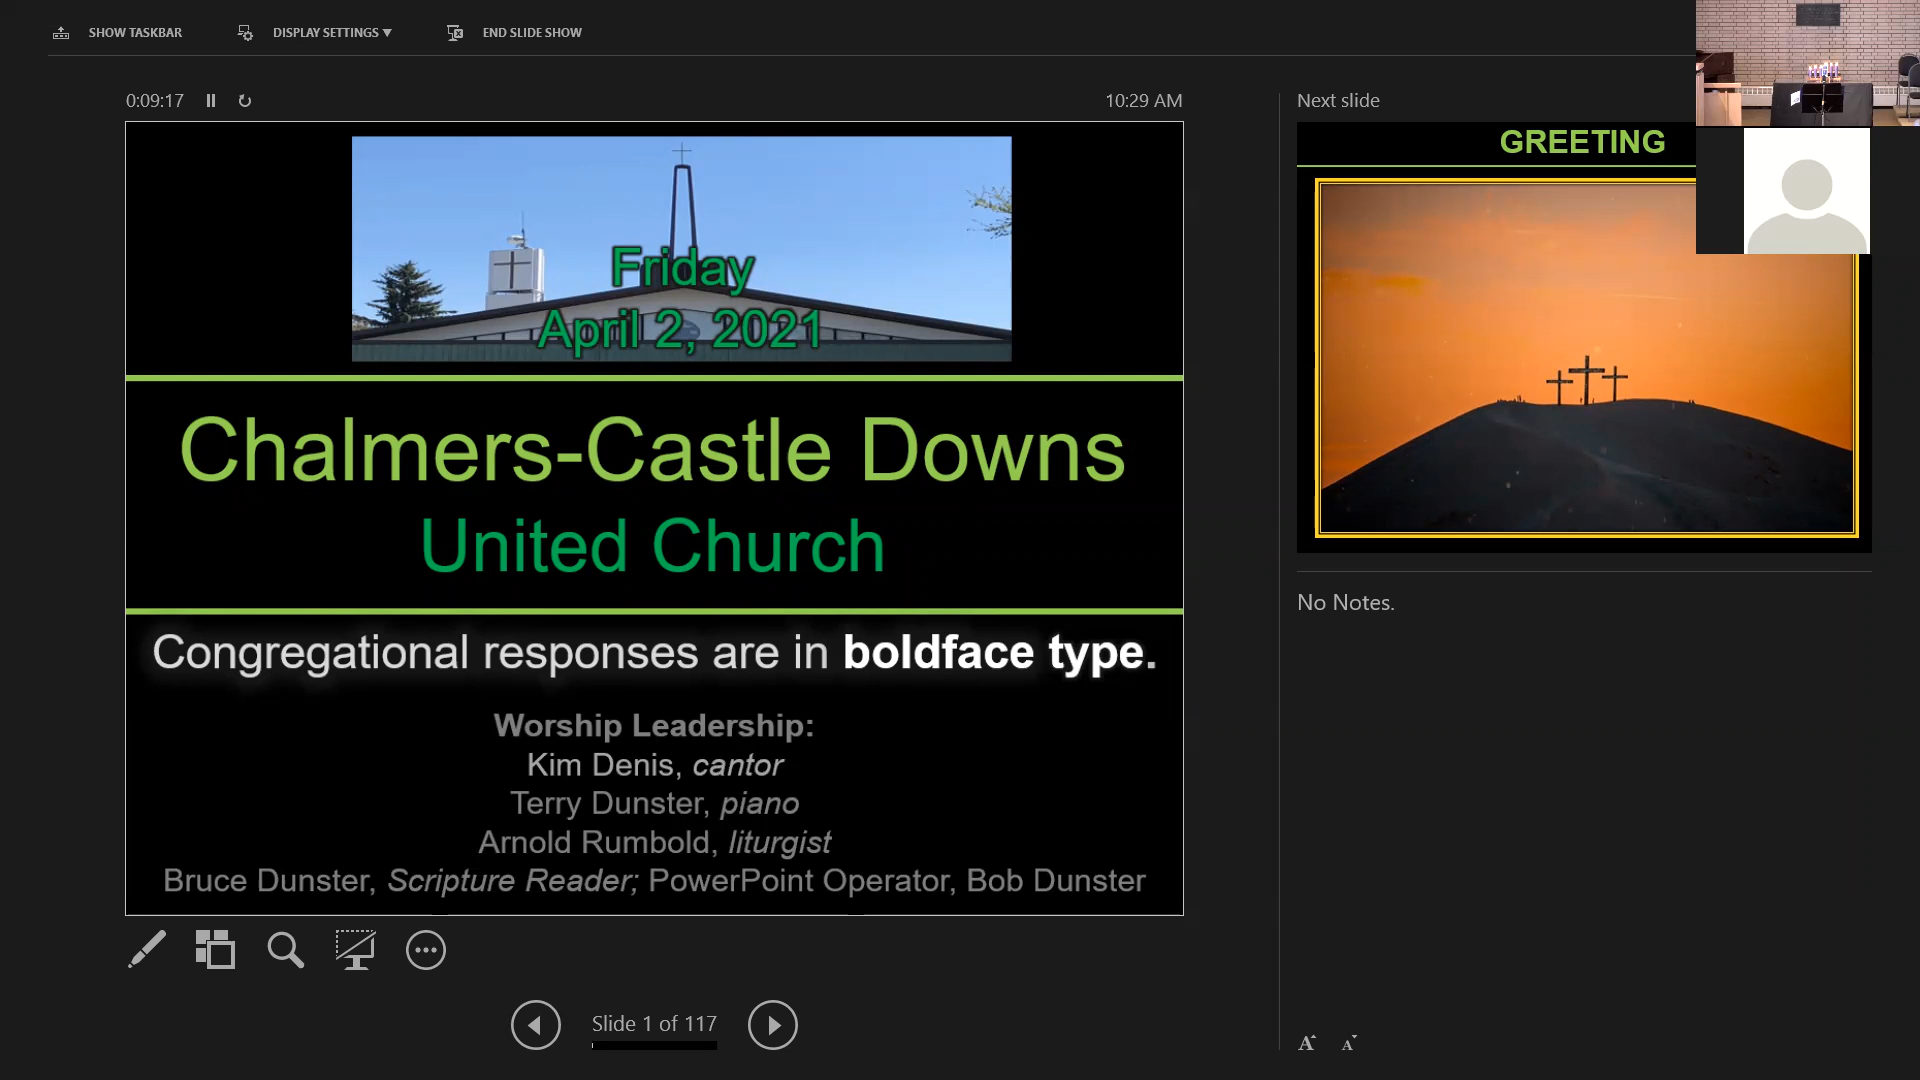 SHOW TASKBAR
DISPLAY SETTINGS ▼
END SLIDE SHOW
0:09:17
10:29 AM
Friday
April 2, 2021
Chalmers-Castle Downs
United Church
Congregational responses are in boldface type.
Worship Leadership:
Kim Denis, cantor
Terry Dunster, piano
Arnold Rumbold, liturgist
Bruce Dunster, Scripture Reader; PowerPoint Operator, Bob Dunster
Slide 1 of 117
Next slide
GREETING
No Notes.
A A